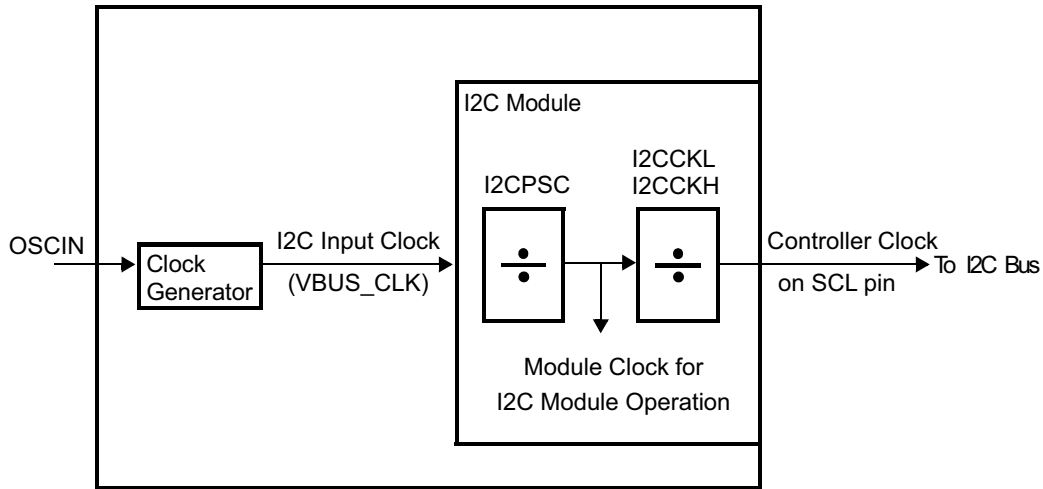 I2C Module
I2CPSC
I2CCKL
I2CCKH
OSCIN
Clock
Generator
I2C Input Clock
(VBUS_CLK)
÷
÷
Controller Clock
on SCL pin
To I2C Bus
Module Clock for
I2C Module Operation